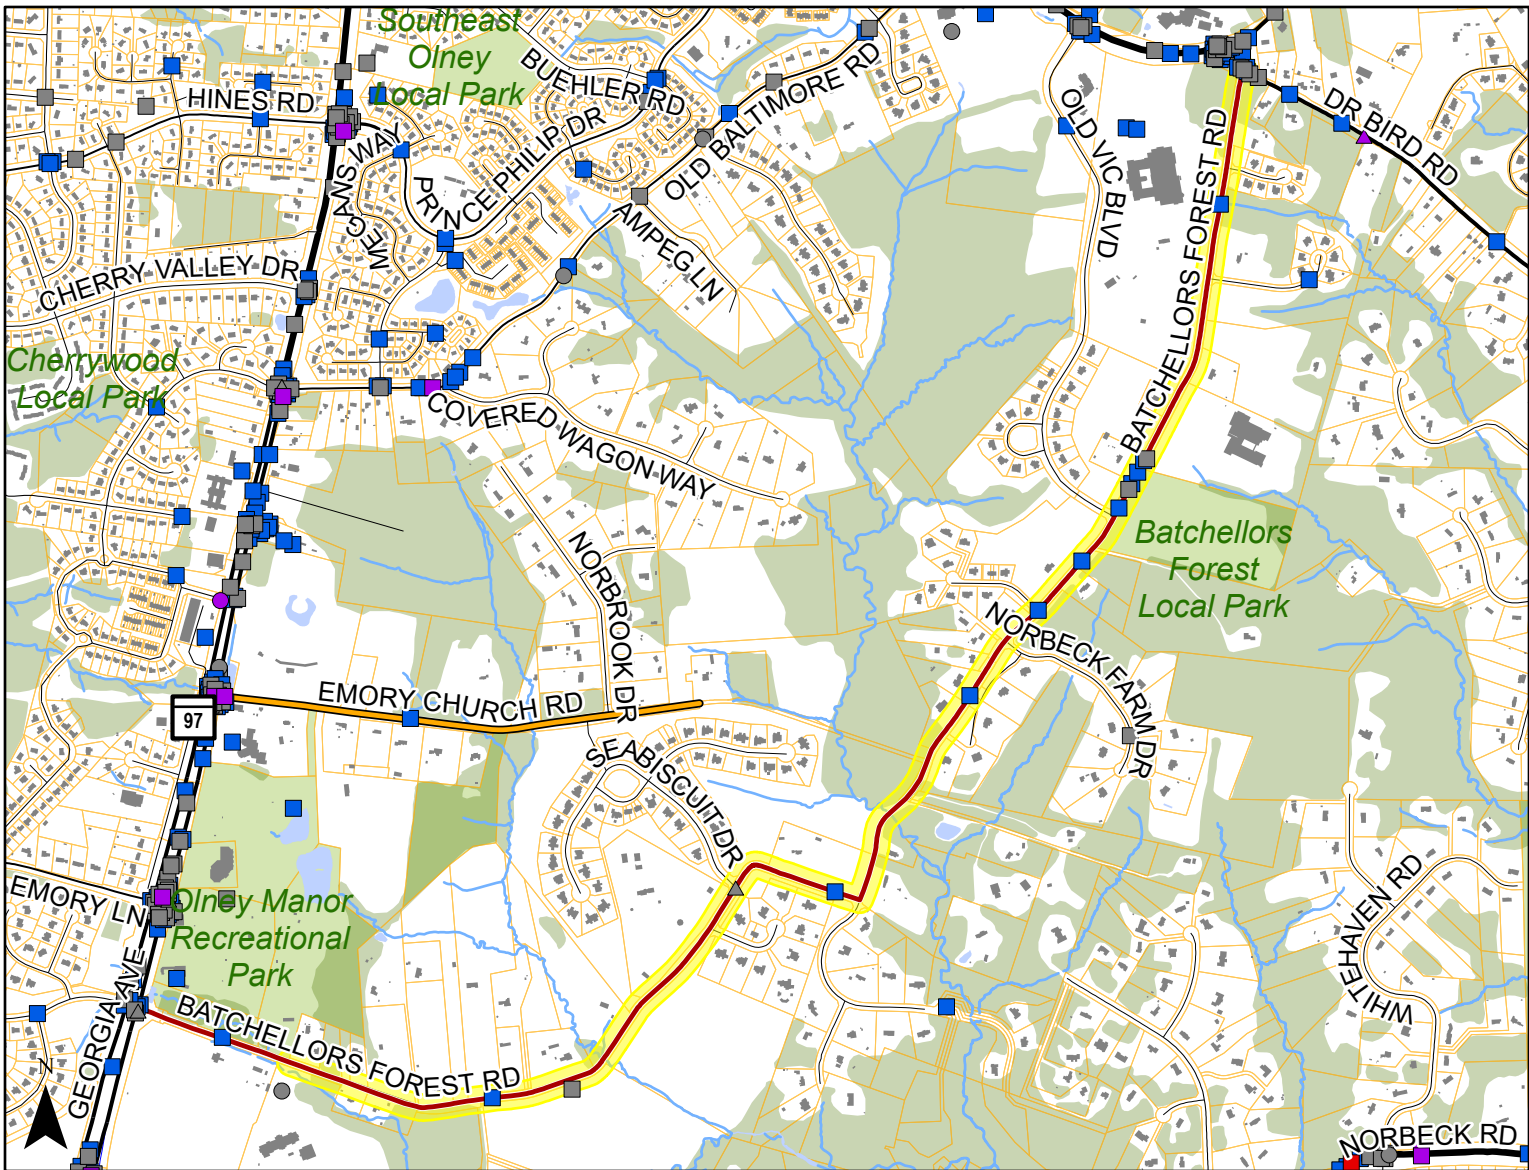 Southeast
Olney
Local Park
BUEHLER RD
HINES RD
OLD BALTIMORE RD
DR BIRD RD
MEGANS WAY
PRINCE PHILIP DR
OLD VIC BLVD.
BATCHELLORS FOREST RD
AMPEG LN
CHERRY VALLEY DR
Cherrywood
Local Park
COVERED WAGON WAY
Batchellors
Forest
Local Park
NORBROOK DR
NORBECK FARM DR
EMORY CHURCH RD
97
SEABISCUIT DR
EMORY LN
Olney Manor
Recreational
Park
WHITEHAVEN RD
GEORGIA AVE
BATCHELLORS FOREST RD
N
NORBECK RD